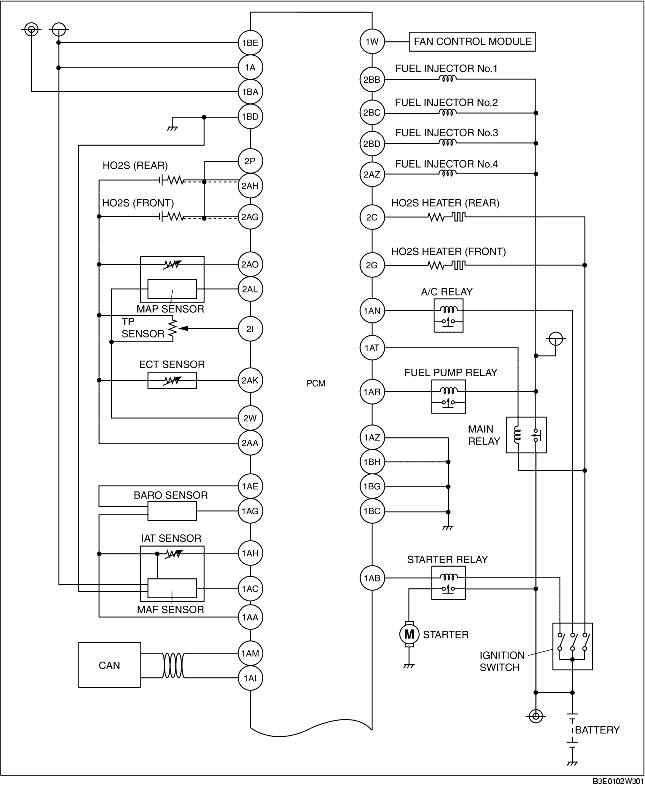 1BE
1A
1BA
1BD
2P
HO2S (REAR)
2AH
HO2S (FRONT)
2AG
2AO
2AL
MAP SENSOR
TP
SENSOR
2I
ECT SENSOR
2AK
2W
2AA
1AE
BARO SENSOR
1AG
IAT SENSOR
1AH
1AC
MAF SENSOR
1AA
CAN
1AM
1AI
PCM
1W
FAN CONTROL MODULE
FUEL INJECTOR No.1
2BB
FUEL INJECTOR No.2
2BC
FUEL INJECTOR No.3
2BD
FUEL INJECTOR No.4
2AZ
HO2S HEATER (REAR)
2C
HO2S HEATER (FRONT)
2G
A/C RELAY
1AN
1AT
FUEL PUMP RELAY
1AR
MAIN
RELAY
1AZ
1BH
1BG
1BC
STARTER RELAY
1AB
M
STARTER
IGNITION
SWITCH
BATTERY
B3E0102W301